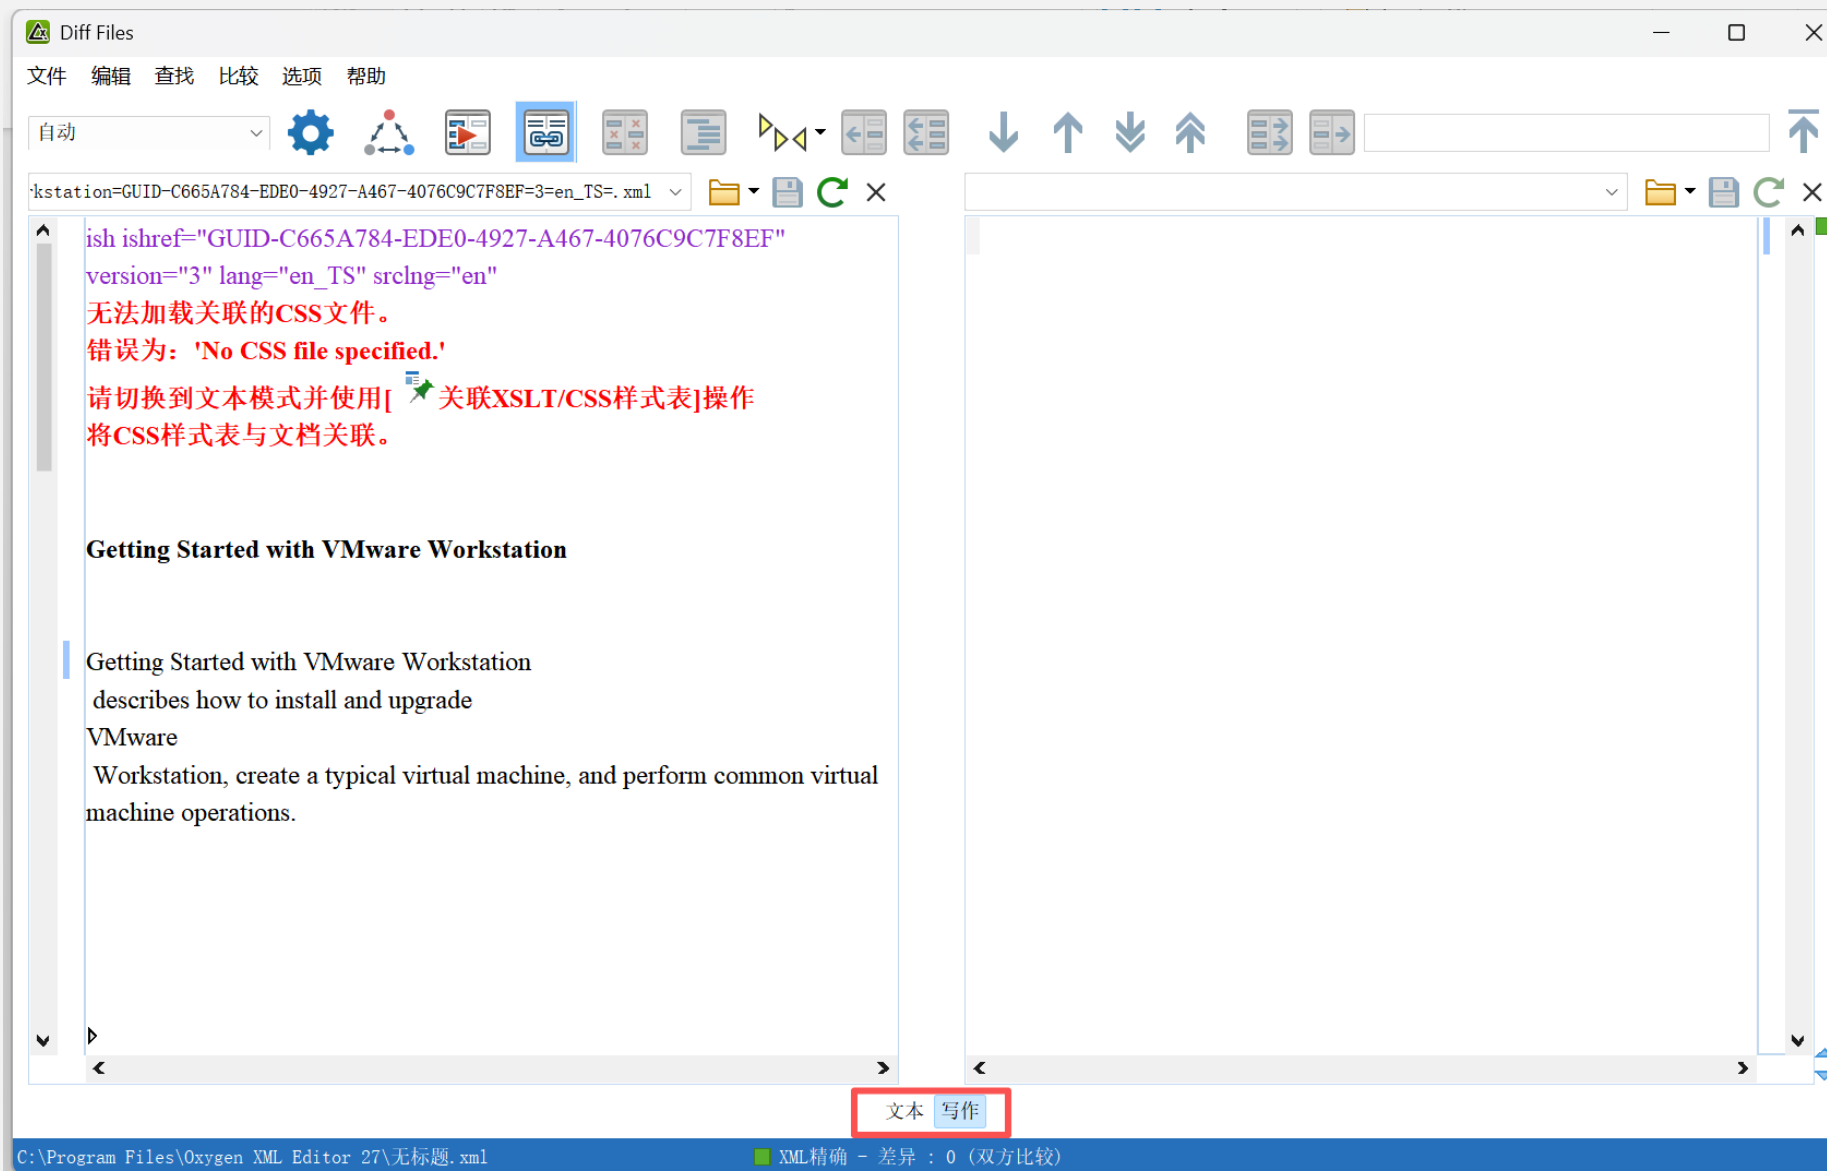 Diff Files
文件 编辑 查找 比较 选项 帮助
自动
kstation=GUID-C665A784-EDE0-4927-A467-4076C9C7F8EF=3=en_TS=.xml
ish ishref="GUID-C665A784-EDE0-4927-A467-4076C9C7F8EF"
version="3" lang="en_TS" srclng="en"
无法加载关联的CSS文件。
错误为：'No CSS file specified.'
请切换到文本模式并使用[ 关联XSLT/CSS样式表]操作
将CSS样式表与文档关联。
Getting Started with VMware Workstation
Getting Started with VMware Workstation
describes how to install and upgrade
VMware
Workstation, create a typical virtual machine, and perform common virtual
machine operations.
文本 写作
C:\Program Files\Oxygen XML Editor 27\无标题.xml
XML精确 - 差异 : 0 (双方比较)